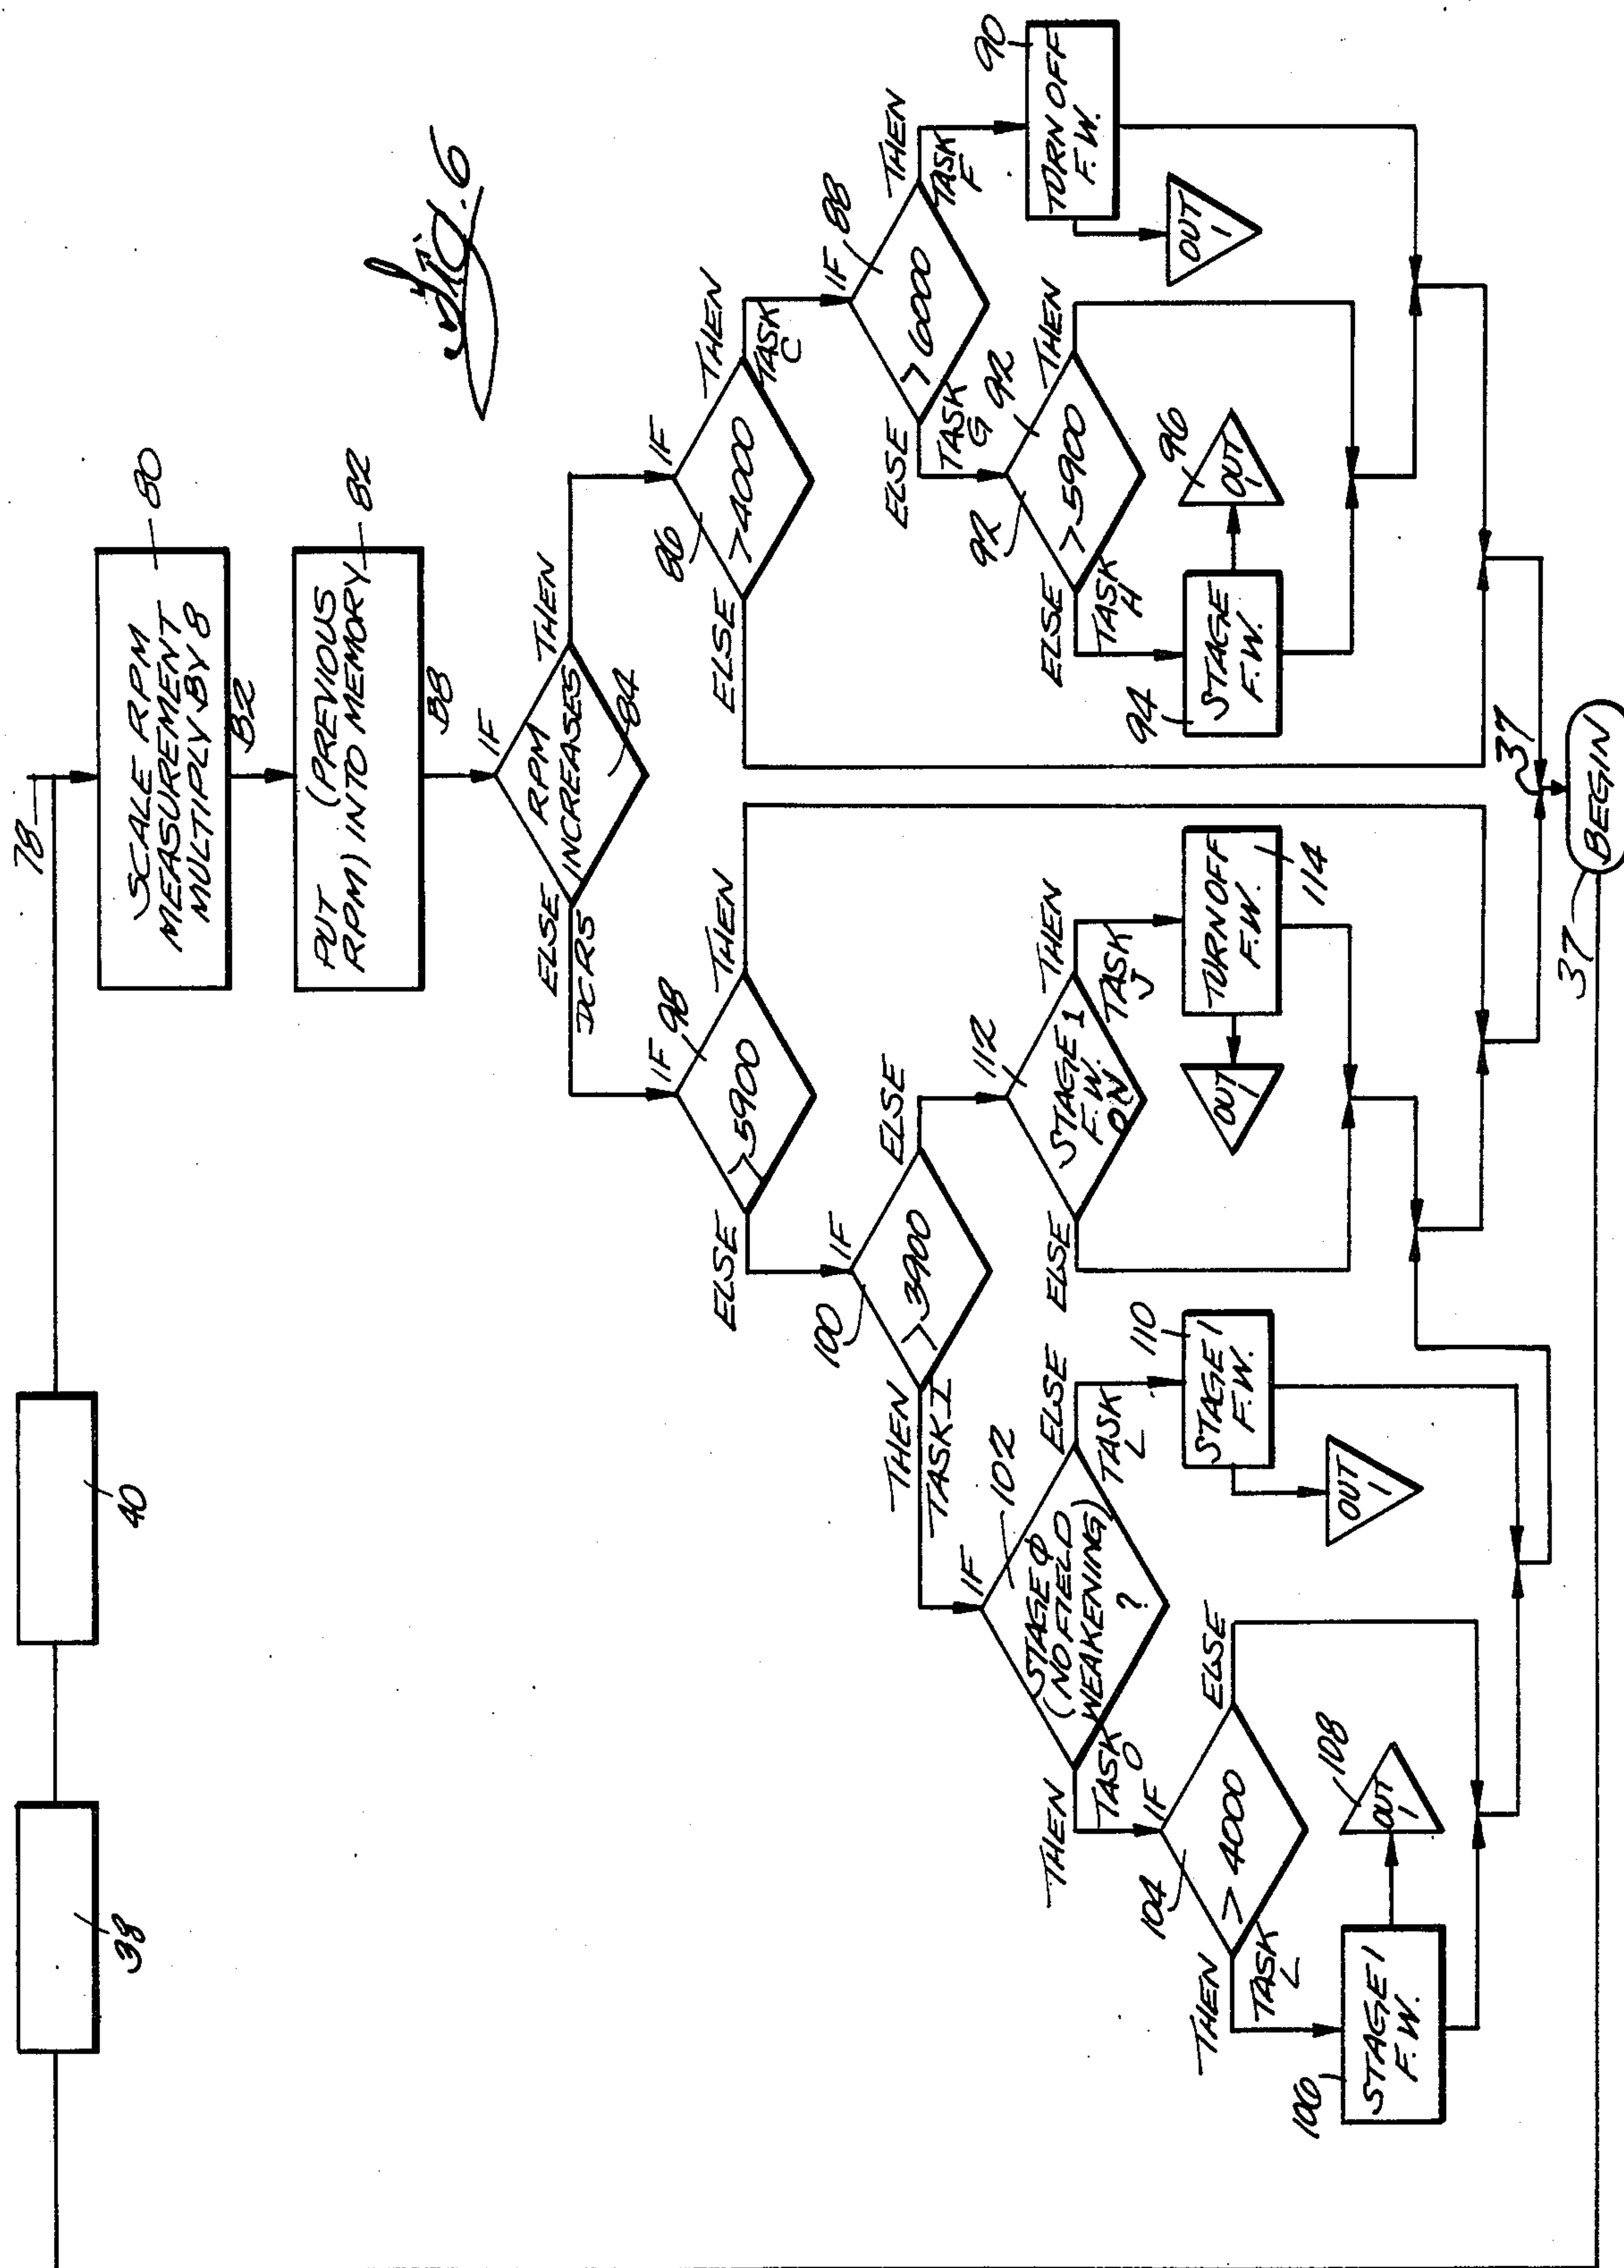 Fig. 6
78
SCALE RPM
MEASUREMENT
MULTIPLY BY 8
80
B2
PUT (PREVIOUS
RPM) INTO MEMORY
82
B8
IF
RPM
INCREASES
84
THEN
ELSE
DCRS
IF
86
> 4000
THEN
TASK
C
ELSE
IF
88
> 6000
THEN
TASK
F
90
TURN OFF
F.W.
OUT
1
ELSE
TASK
G
92
92
> 5900
THEN
ELSE
TASK
H
94
STAGE
F.W.
96
OUT
1
IF
98
> 5900
THEN
ELSE
IF
100
> 3900
ELSE
112
STAGE 1
F.W.
ON
THEN
TASK
J
TURN OFF
F.W.
114
OUT
1
ELSE
THEN
TASK I
IF
102
STAGE Φ
(NO FIELD
WEAKENING)
?
ELSE
TASK
L
110
STAGE 1
F.W.
OUT
1
THEN
TASK
O
IF
104
> 4000
ELSE
THEN
TASK
L
106
STAGE 1
F.W.
108
OUT
1
40
38
37
37
BEGIN